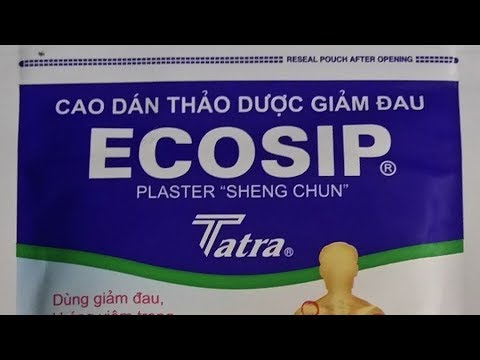 RESEAL POUCH AFTER OPENING
CAO DÁN THẢO DƯỢC GIẢM ĐAU
ECOSIP®
PLASTER “SHENG CHUN”
Tatra®
Dùng giảm đau,